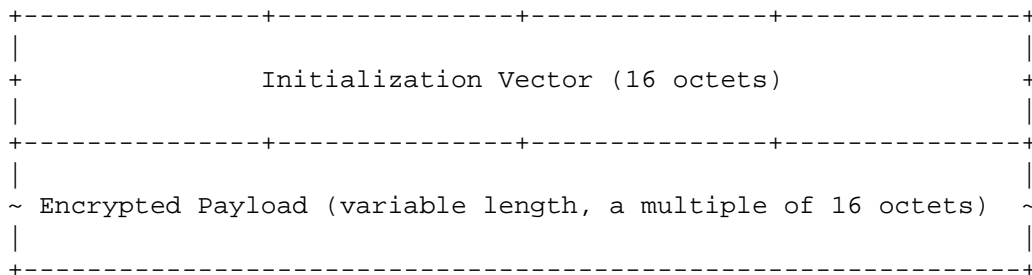 Initialization Vector (16 octets)
Encrypted Payload (variable length, a multiple of 16 octets)